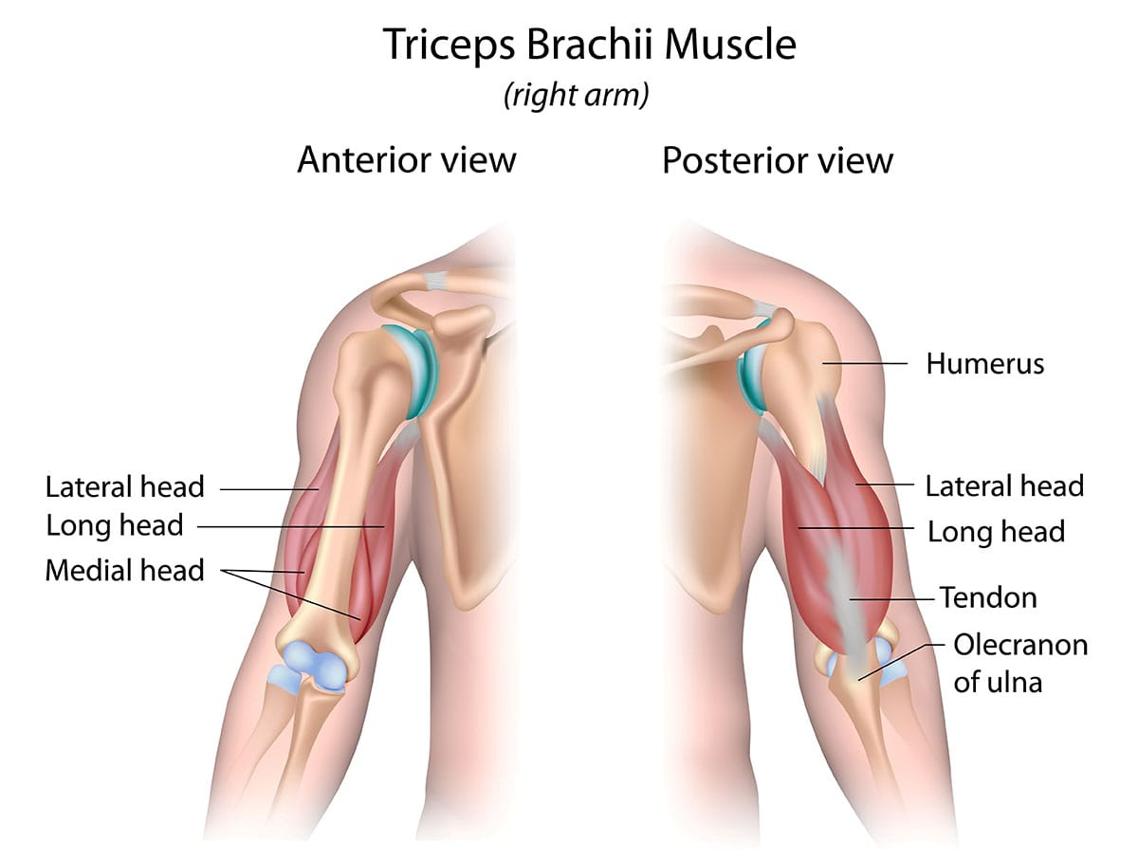 Triceps Brachii Muscle
(right arm)
Anterior view
Posterior view
Lateral head
Long head
Medial head
Humerus
Lateral head
Long head
Tendon
Olecranon
of ulna